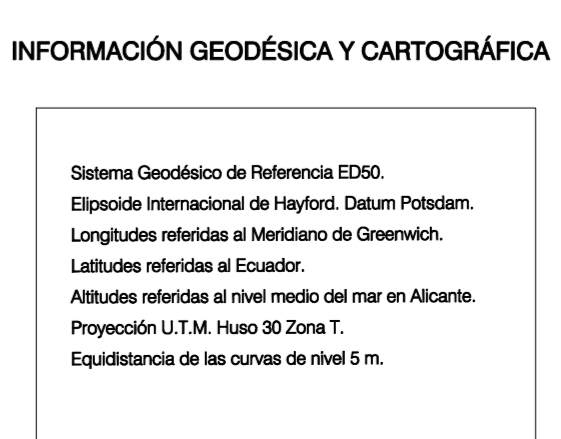 INFORMACIÓN GEODÉSICA Y CARTOGRÁFICA
Sistema Geodésico de Referencia ED50.
Elipsoide Internacional de Hayford. Datum Potsdam.
Longitudes referidas al Meridiano de Greenwich.
Latitudes referidas al Ecuador.
Altitudes referidas al nivel medio del mar en Alicante.
Proyección U.T.M. Huso 30 Zona T.
Equidistancia de las curvas de nivel 5 m.